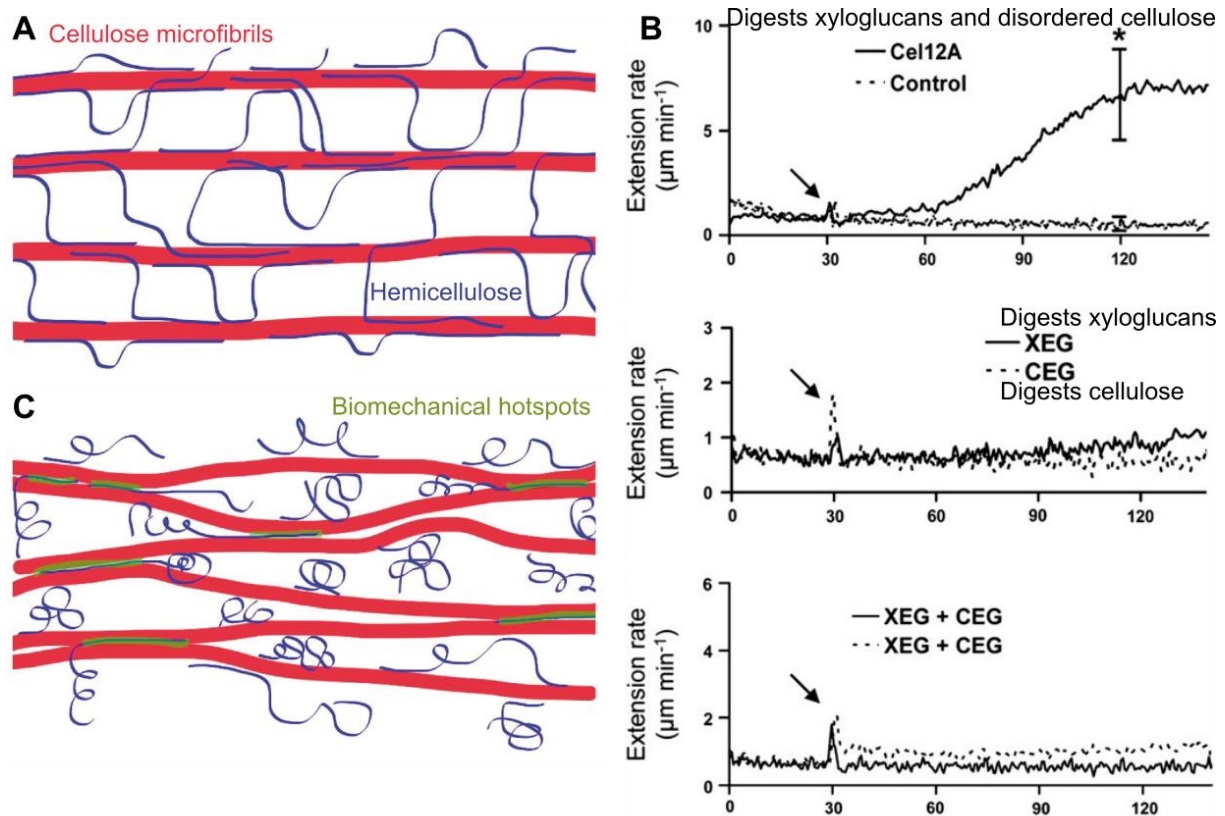 A
Cellulose microfibrils
Hemicellulose
C
Biomechanical hotspots
B
Digests xyloglucans and disordered cellulose
10
5
0
Extension rate
(µm min-1)
Cel12A
Control
*
0 30 60 90 120
Digests xyloglucans
3
2
1
0
Extension rate
(µm min-1)
XEG
CEG
Digests cellulose
0 30 60 90 120
6
4
2
0
Extension rate
(µm min-1)
XEG + CEG
XEG + CEG
0 30 60 90 120